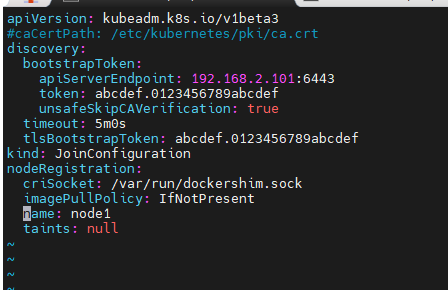 apiVersion: kubeadm.k8s.io/v1beta3
#caCertPath: /etc/kubernetes/pki/ca.crt
discovery:
  bootstrapToken:
    apiServerEndpoint: 192.168.2.101:6443
    token: abcdef.0123456789abcdef
    unsafeSkipCAVerification: true
  timeout: 5m0s
  tlsBootstrapToken: abcdef.0123456789abcdef
kind: JoinConfiguration
nodeRegistration:
  criSocket: /var/run/dockershim.sock
  imagePullPolicy: IfNotPresent
  name: node1
  taints: null
~
~
~
~